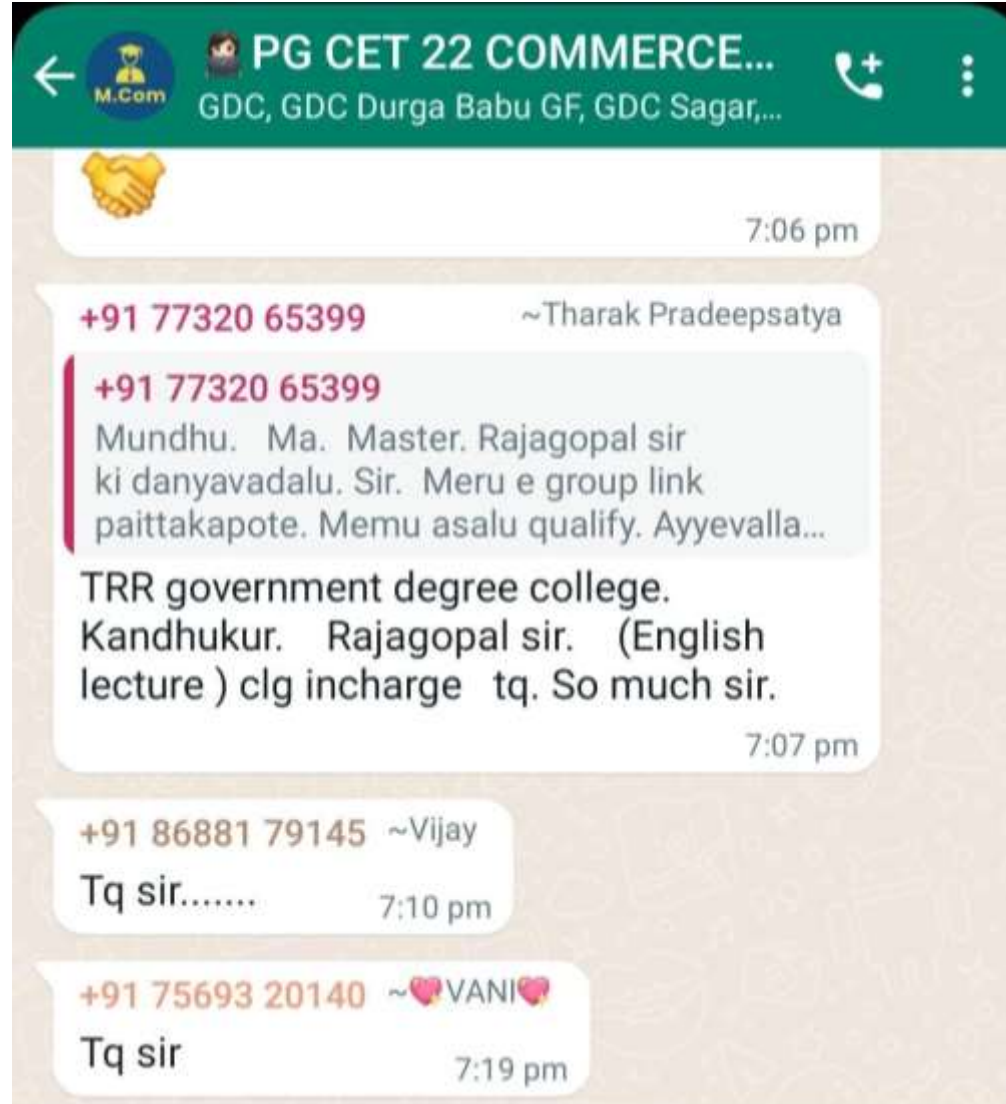 PG CET 22 COMMERCE...
M.Com
GDC, GDC Durga Babu GF, GDC Sagar,...
7:06 pm
+91 77320 65399 ~Tharak Pradeepsatya
+91 77320 65399
Mundhu. Ma. Master. Rajagopal sir
ki danyavadalu. Sir. Meru e group link
paittakapote. Memu asalu qualify. Ayyevalla...
TRR government degree college.
Kandhukur. Rajagopal sir. (English
lecture ) clg incharge tq. So much sir.
7:07 pm
+91 86881 79145 ~Vijay
Tq sir.......
7:10 pm
+91 75693 20140 ~💘VANI💘
Tq sir
7:19 pm